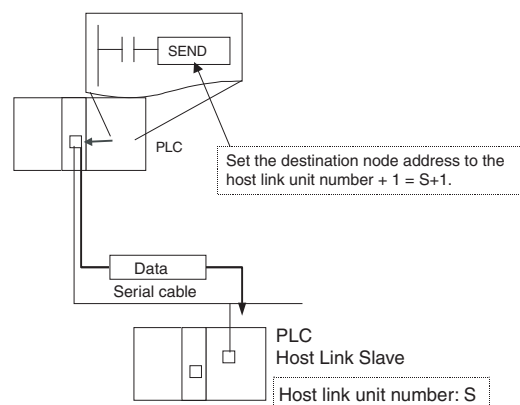 SEND
PLC
Set the destination node address to the
host link unit number + 1 = S+1.
Data
Serial cable
PLC
Host Link Slave
Host link unit number: S